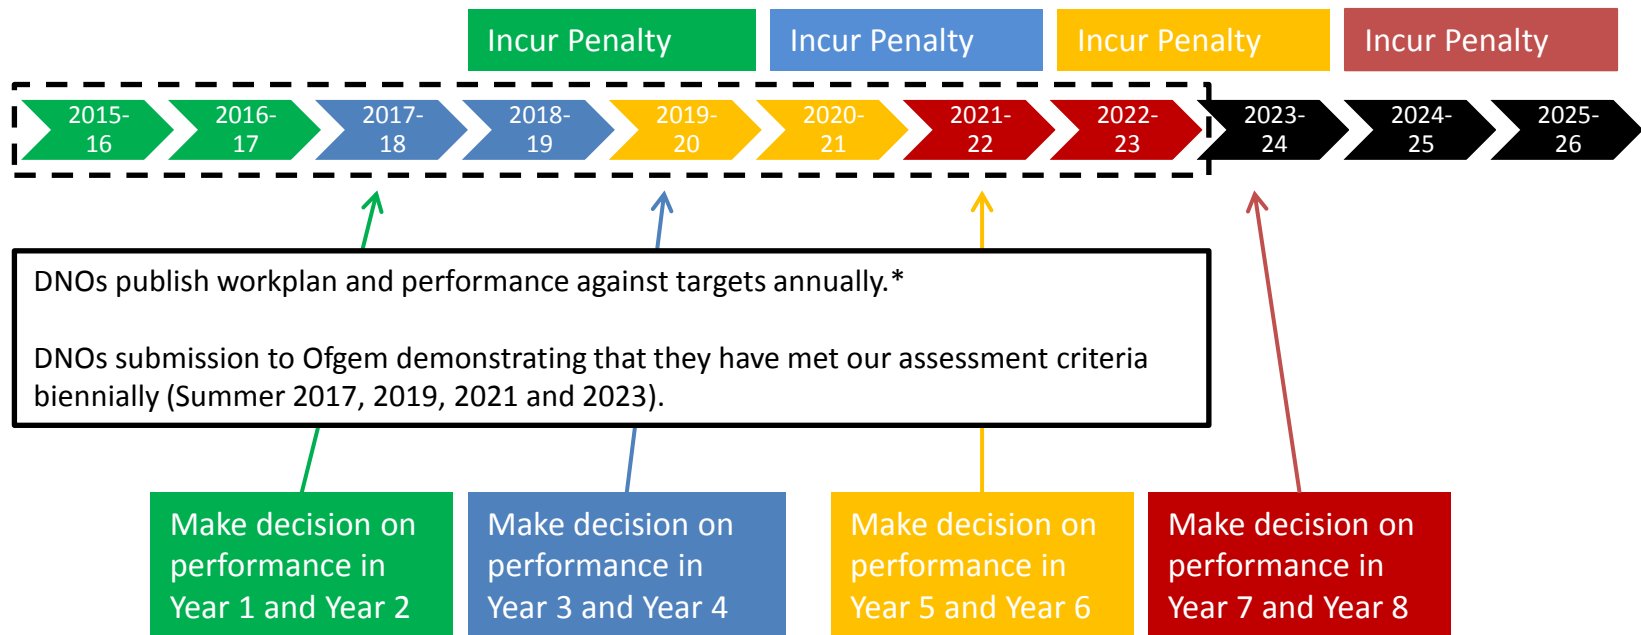 Incur Penalty
Incur Penalty
Incur Penalty
Incur Penalty
2015-
16
2016-
17
2017-
18
2018-
19
2019-
20
2020-
21
2021-
22
2022-
23
2023-
24
2024-
25
2025-
26
DNOs publish workplan and performance against targets annually.*
DNOs submission to Ofgem demonstrating that they have met our assessment criteria
biennially (Summer 2017, 2019, 2021 and 2023).
Make decision on
performance in
Year 1 and Year 2
Make decision on
performance in
Year 3 and Year 4
Make decision on
performance in
Year 5 and Year 6
Make decision on
performance in
Year 7 and Year 8